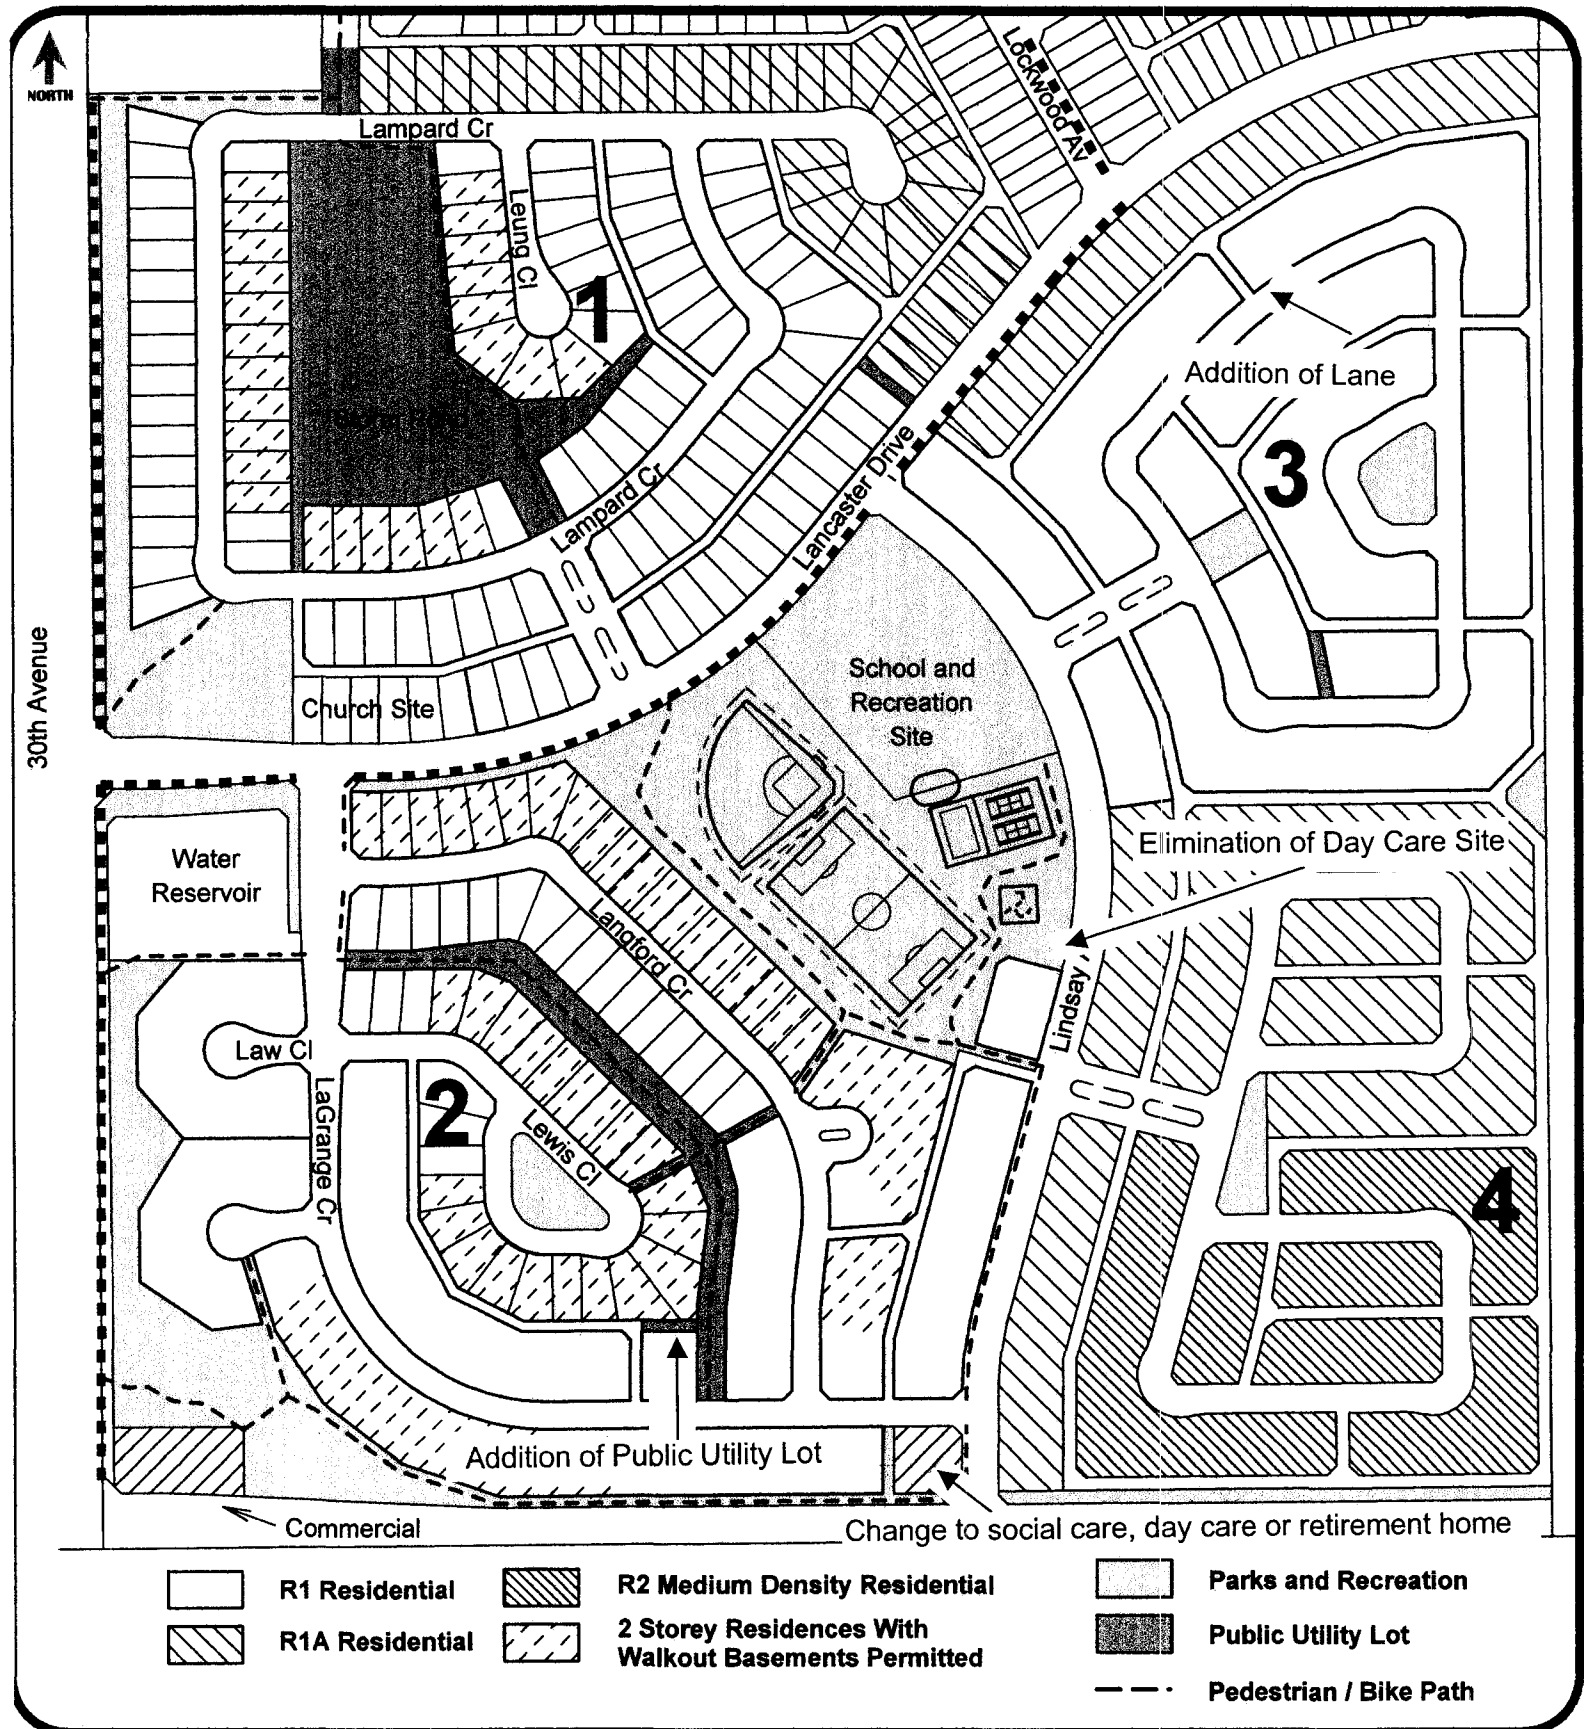 NORTH
Lampard Cr
Lockwood Av
Leung Cl
1
Addition of Lane
3
Lampard Cr
Lancaster Drive
30th Avenue
School and
Recreation
Site
Church Site
Water
Reservoir
Elimination of Day Care Site
Langford Cr
Lindsay
Law Cl
2
LaGrange Cr
Lewis Cl
4
Addition of Public Utility Lot
Commercial
Change to social care, day care or retirement home
R1 Residential
R2 Medium Density Residential
Parks and Recreation
R1A Residential
2 Storey Residences With
Walkout Basements Permitted
Public Utility Lot
Pedestrian / Bike Path